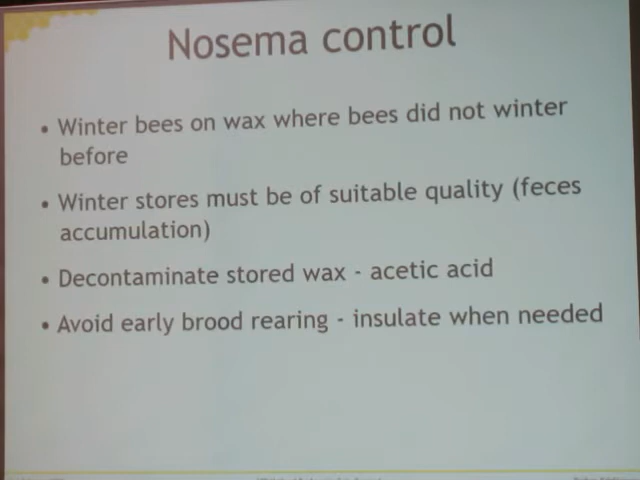 Nosema control
• Winter bees on wax where bees did not winter
before
• Winter stores must be of suitable quality (feces
accumulation)
• Decontaminate stored wax - acetic acid
• Avoid early brood rearing - insulate when needed